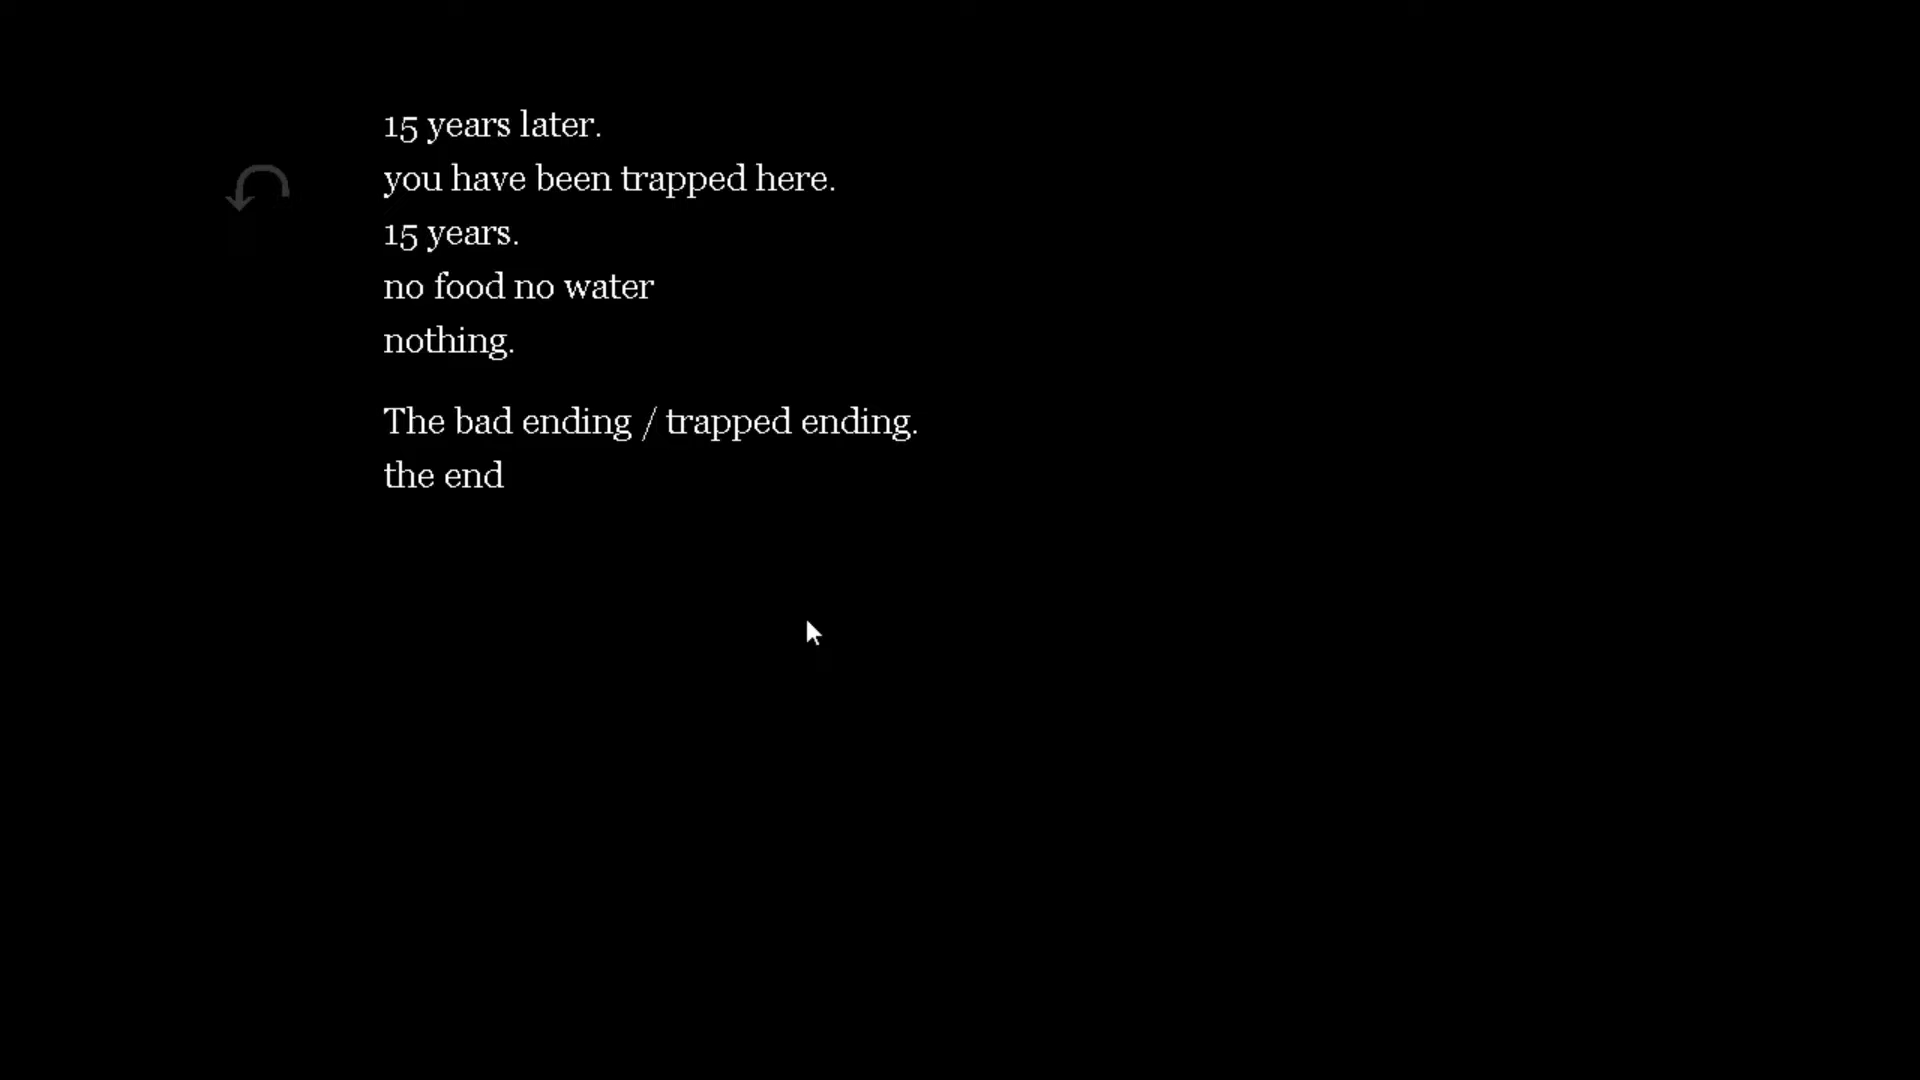 15 years later.
you have been trapped here.
15 years.
no food no water
nothing.
The bad ending / trapped ending.
the end